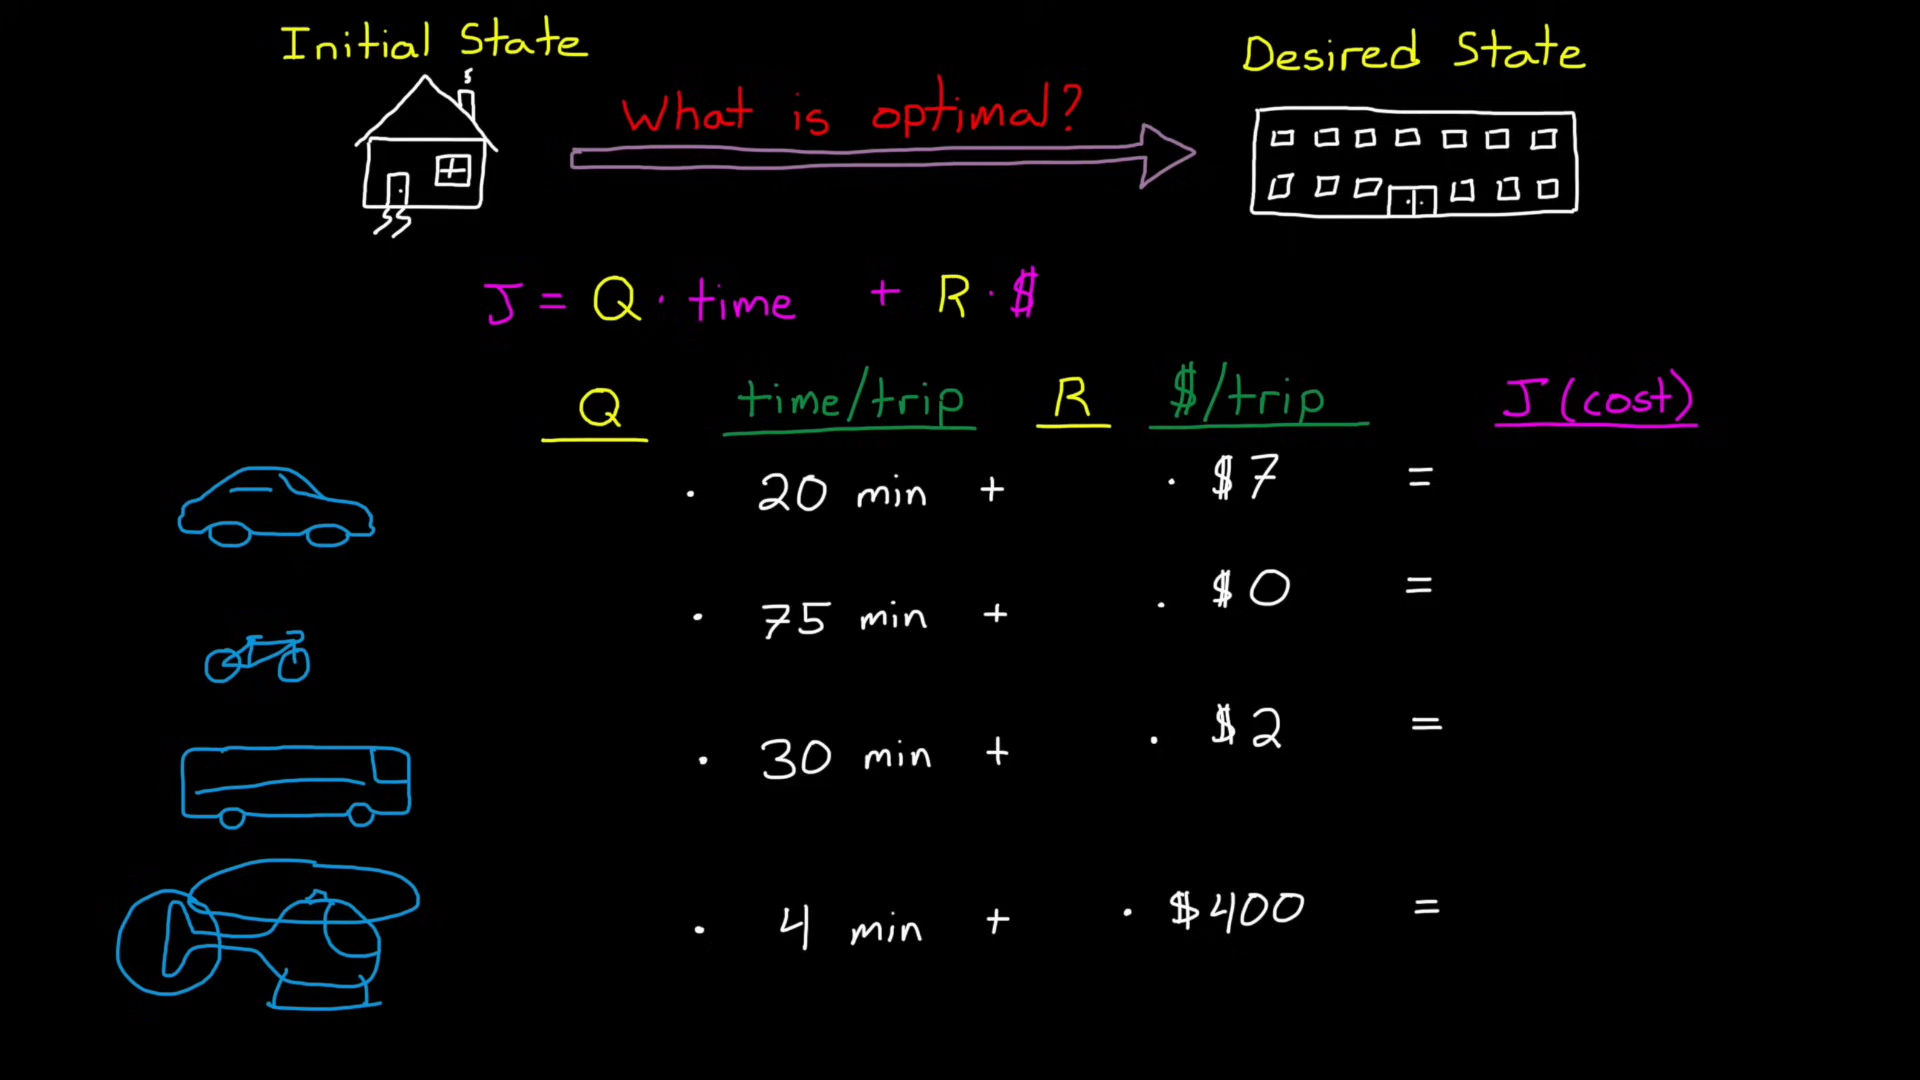 Initial State
Desired State
What is optimal?
J = Q · time + R · $
Q time/trip R $/trip J (cost)
· 20 min + · $7 =
· 75 min + · $0 =
· 30 min + · $2 =
· 4 min + · $400 =